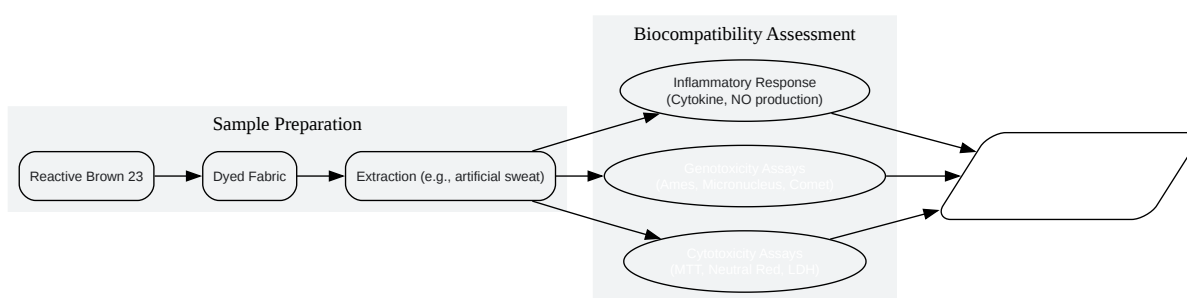 Biocompatibility Assessment
Inflammatory Response
(Cytokine, NO production)
Sample Preparation
Reactive Brown 23
Dyed Fabric
Extraction (e.g., artificial sweat)
Genotoxicity Assays
(Ames, Micronucleus, Comet)
Cytotoxicity Assays
(MTT, Neutral Red, LDH)